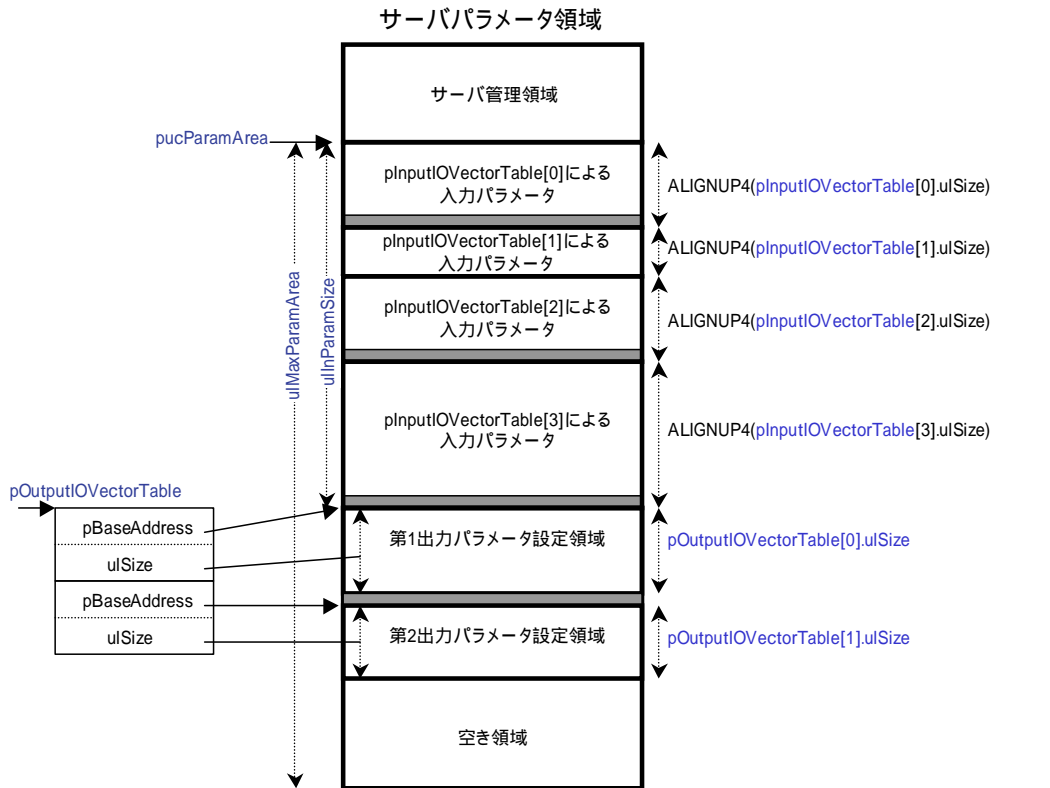 サーバパラメータ領域
サーバ管理領域
pucParamArea
pInputIOVectorTable[0]による
入力パラメータ
ALIGNUP4(pInputIOVectorTable[0].ulSize)
pInputIOVectorTable[1]による
入力パラメータ
ALIGNUP4(pInputIOVectorTable[1].ulSize)
pInputIOVectorTable[2]による
入力パラメータ
ALIGNUP4(pInputIOVectorTable[2].ulSize)
ulMaxParamArea
ulInParamSize
pInputIOVectorTable[3]による
入力パラメータ
ALIGNUP4(pInputIOVectorTable[3].ulSize)
pOutputIOVectorTable
pBaseAddress
ulSize
pBaseAddress
ulSize
第1出力パラメータ設定領域
pOutputIOVectorTable[0].ulSize
第2出力パラメータ設定領域
pOutputIOVectorTable[1].ulSize
空き領域